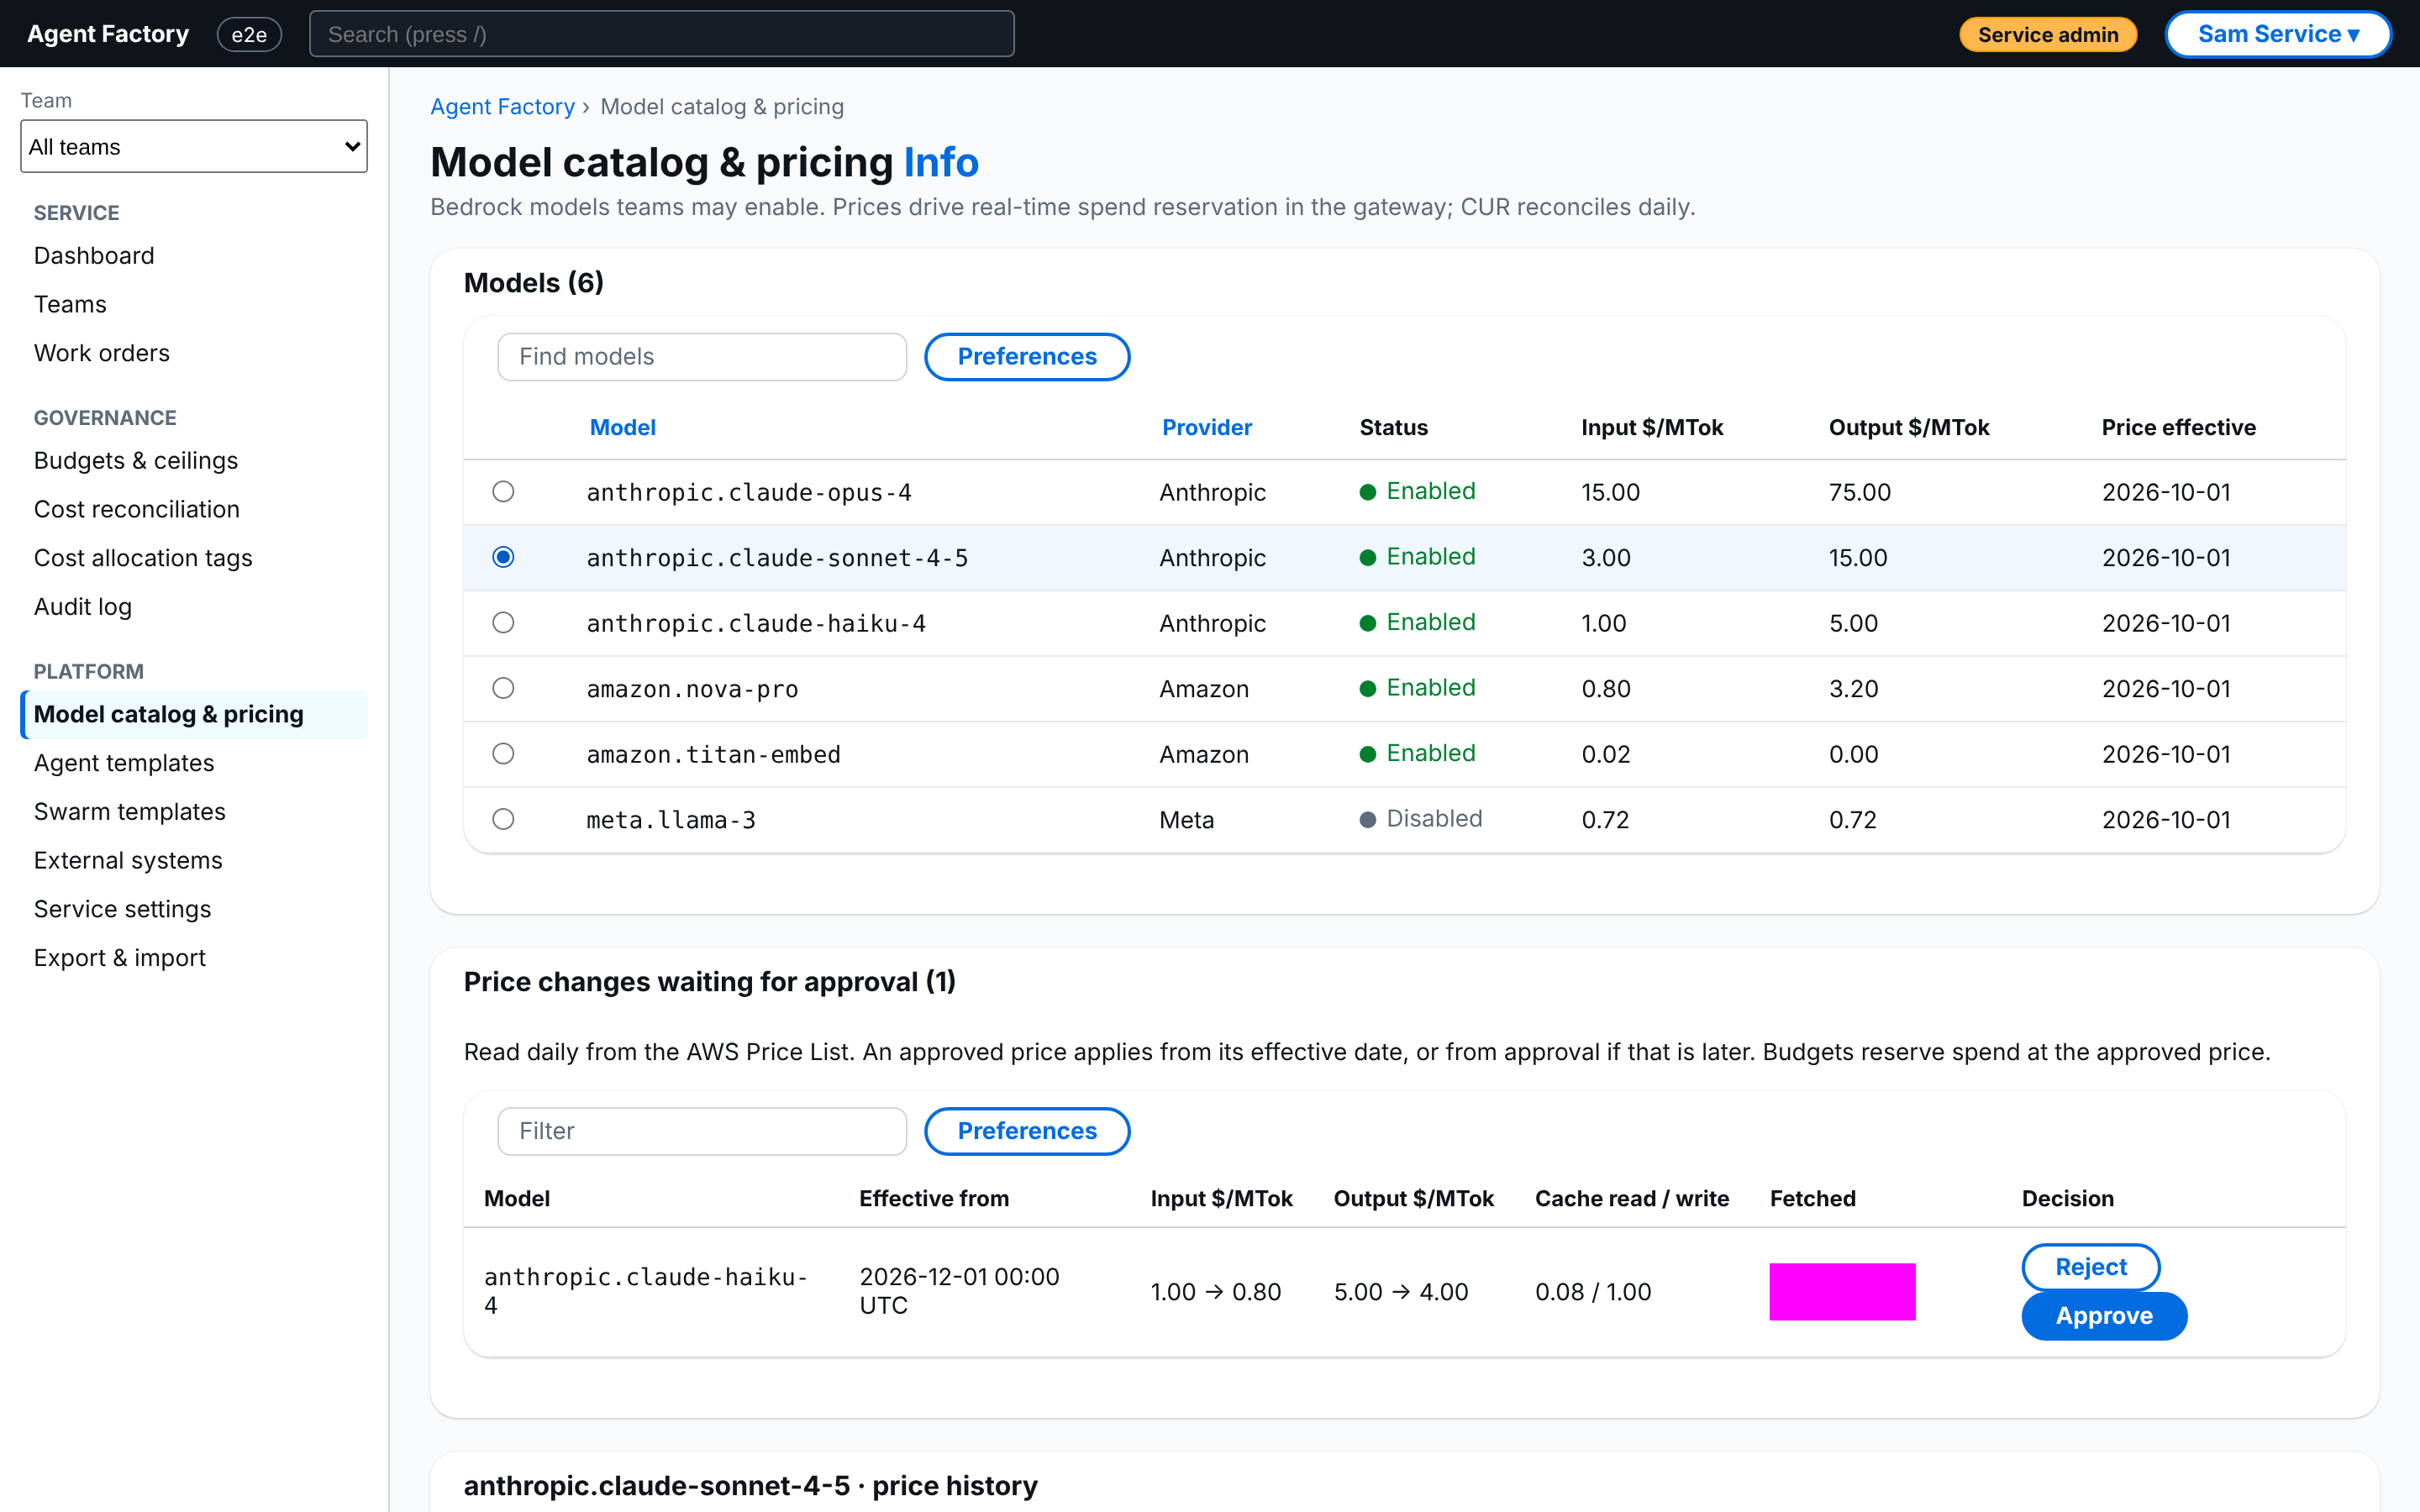 Agent Factory e2e Search (press /) Service admin Sam Service ▾
Team
All teams
SERVICE
Dashboard
Teams
Work orders
GOVERNANCE
Budgets & ceilings
Cost reconciliation
Cost allocation tags
Audit log
PLATFORM
Model catalog & pricing
Agent templates
Swarm templates
External systems
Service settings
Export & import
Agent Factory › Model catalog & pricing
Model catalog & pricing Info
Bedrock models teams may enable. Prices drive real-time spend reservation in the gateway; CUR reconciles daily.
Models (6)
Find models Preferences
Model Provider Status Input $/MTok Output $/MTok Price effective
anthropic.claude-opus-4 Anthropic Enabled 15.00 75.00 2026-10-01
anthropic.claude-sonnet-4-5 Anthropic Enabled 3.00 15.00 2026-10-01
anthropic.claude-haiku-4 Anthropic Enabled 1.00 5.00 2026-10-01
amazon.nova-pro Amazon Enabled 0.80 3.20 2026-10-01
amazon.titan-embed Amazon Enabled 0.02 0.00 2026-10-01
meta.llama-3 Meta Disabled 0.72 0.72 2026-10-01
Price changes waiting for approval (1)
Read daily from the AWS Price List. An approved price applies from its effective date, or from approval if that is later. Budgets reserve spend at the approved price.
Filter Preferences
Model Effective from Input $/MTok Output $/MTok Cache read / write Fetched Decision
anthropic.claude-haiku-
4
2026-12-01 00:00
UTC
1.00 → 0.80 5.00 → 4.00 0.08 / 1.00
Reject
Approve
anthropic.claude-sonnet-4-5 · price history